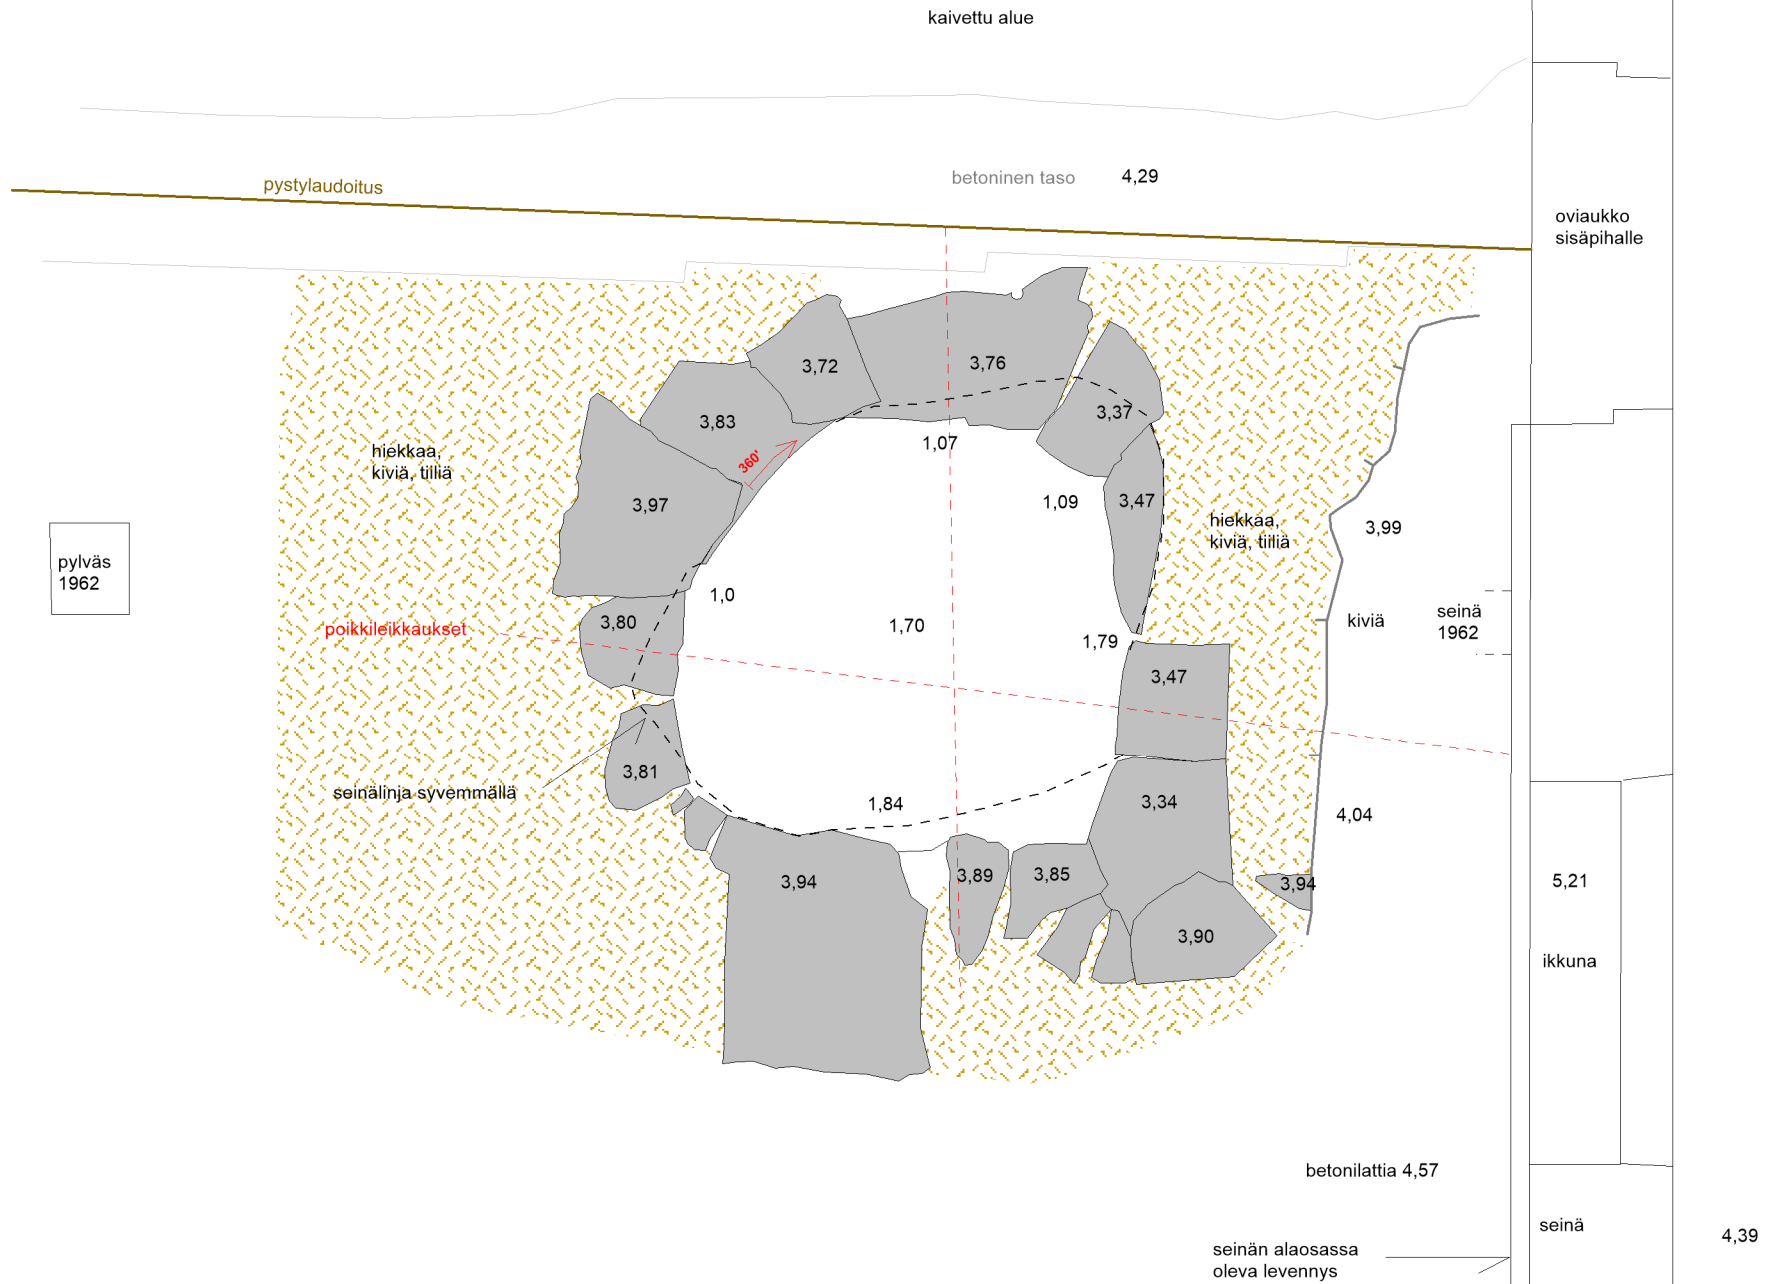 kaivettu alue
pystylaudoitus
betoninen taso
4,29
oviaukko
sisäpihalle
3,72
3,76
3,83
3,37
360'
1,07
hiekkaa,
kiviä, tiiliä
3,97
1,09
3,47
hiekkaa,
kiviä, tiiliä
3,99
pylväs
1962
1,0
3,80
poikkileikkaukset
1,70
1,79
kiviä
seinä
1962
3,47
3,81
seinälinja syvemmällä
1,84
3,34
4,04
3,94
3,89
3,85
3,94
5,21
3,90
ikkuna
betonilattia 4,57
seinä
4,39
seinän alaosassa
oleva levennys